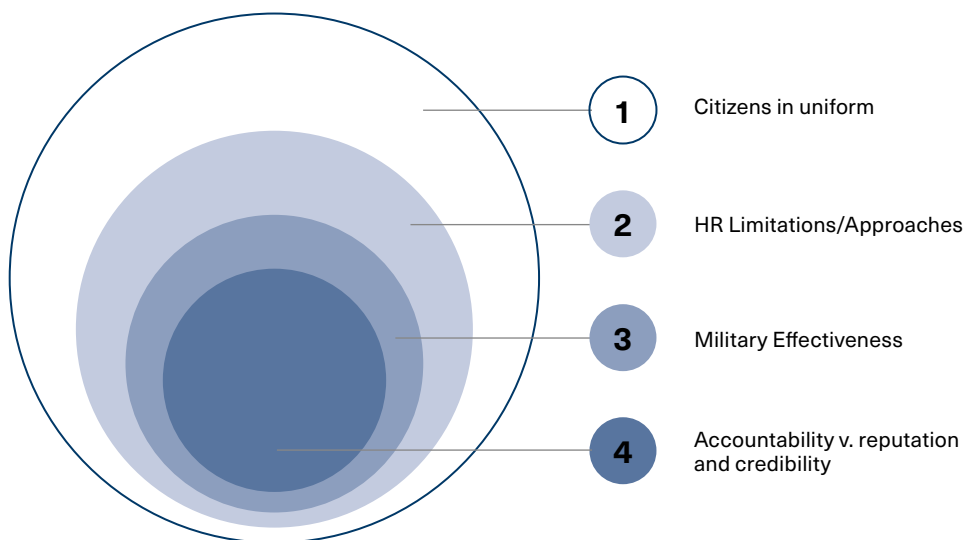 1
Citizens in uniform
2
HR Limitations/Approaches
3
Military Effectiveness
4
Accountability v. reputation
and credibility